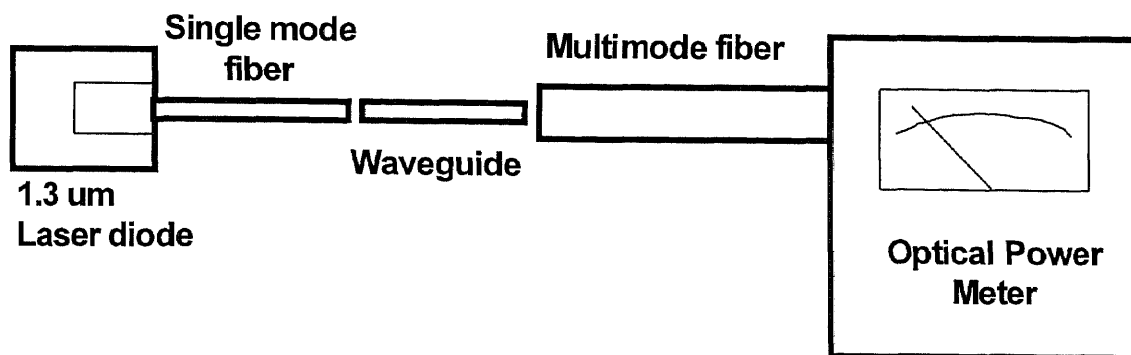 Single mode
fiber
Multimode fiber
Waveguide
1.3 um
Laser diode
Optical Power
Meter